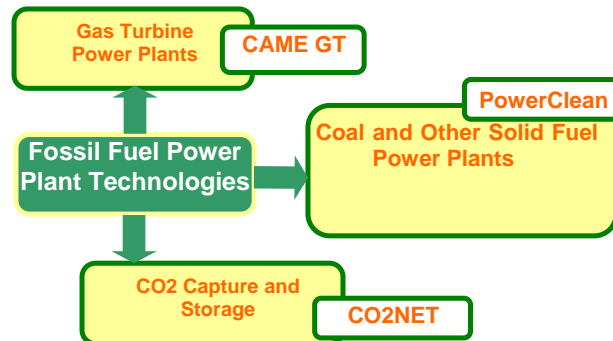 Gas Turbine
Power Plants
CAME GT
PowerClean
Coal and Other Solid Fuel
Power Plants
Fossil Fuel Power
Plant Technologies
CO2 Capture and
Storage
CO2NET